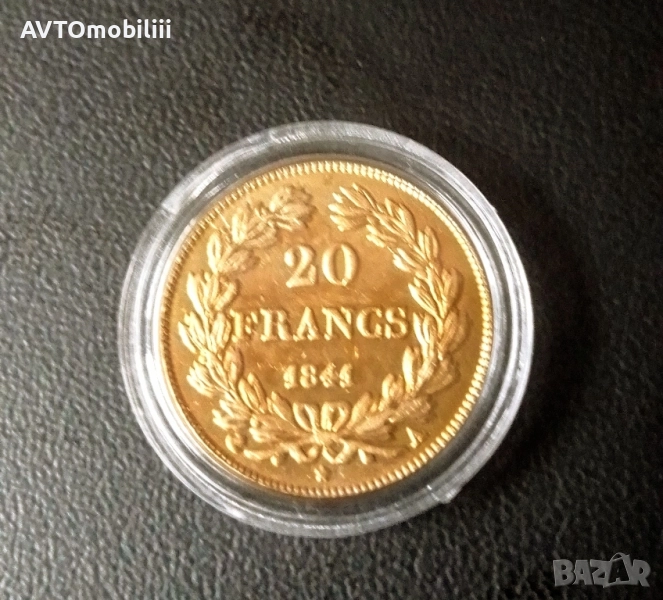 AVTOmobiliii
20
FRANCS
1841
A
BAZAR